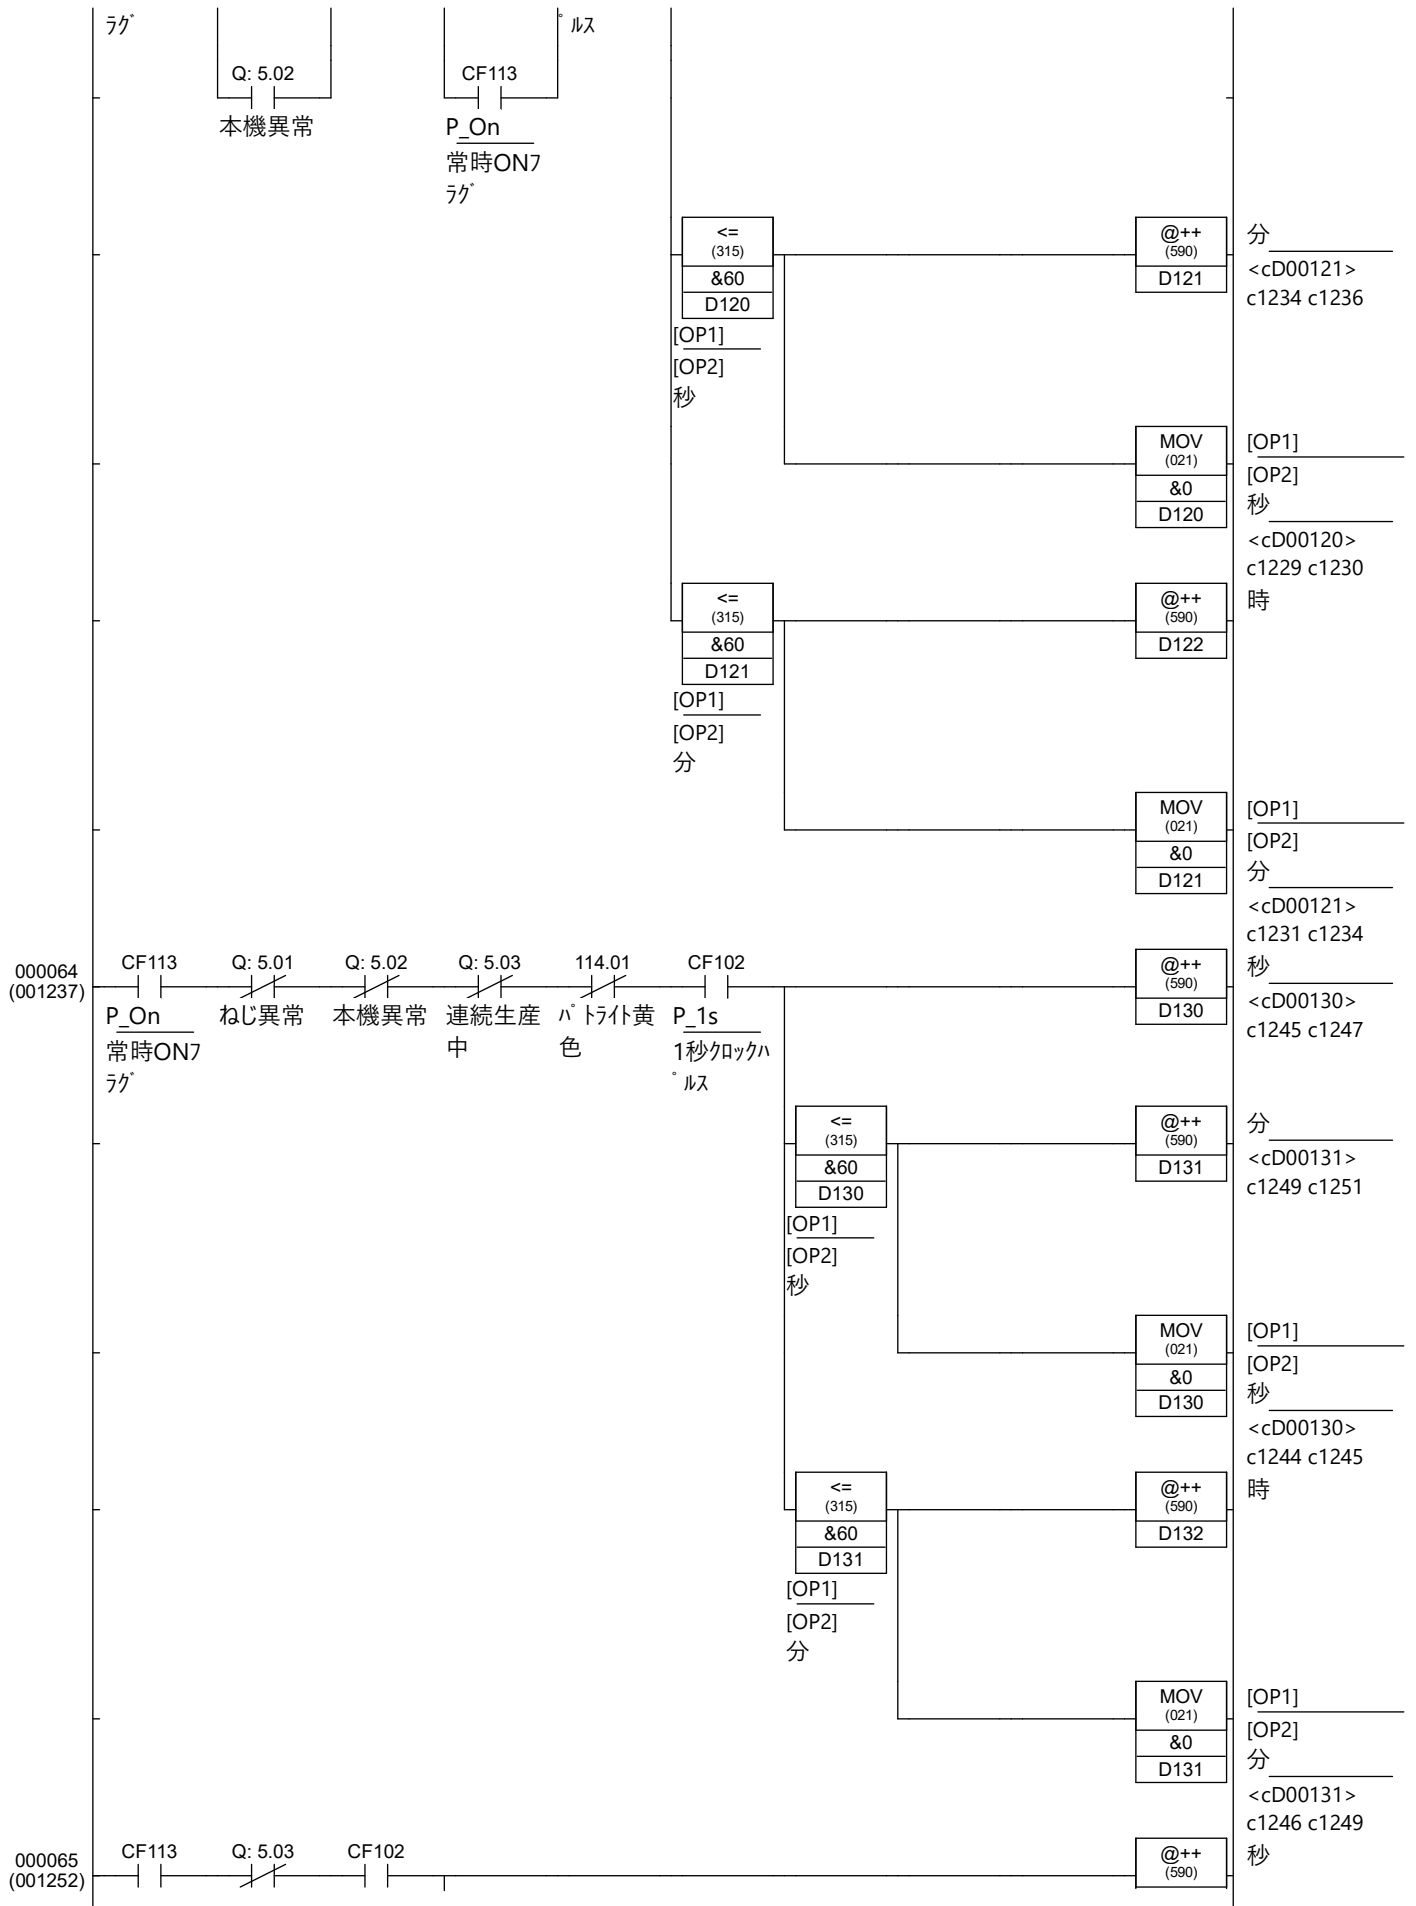 ﾗｸﾞ
ﾟﾙｽ
Q: 5.02
CF113
本機異常
P_On
常時ONﾌ
ﾗｸﾞ
<=
(315)
&60
D120
[OP1]
[OP2]
秒
@++
(590)
D121
分
<cD00121>
c1234 c1236
MOV
(021)
&0
D120
[OP1]
[OP2]
秒
<cD00120>
c1229 c1230
<=
(315)
&60
D121
[OP1]
[OP2]
分
@++
(590)
D122
時
MOV
(021)
&0
D121
[OP1]
[OP2]
分
<cD00121>
c1231 c1234
000064
(001237)
CF113
P_On
常時ONﾌ
ﾗｸﾞ
Q: 5.01
ねじ異常
Q: 5.02
本機異常
Q: 5.03
連続生産
中
114.01
ﾊﾟﾄﾗｲﾄ黄
色
CF102
P_1s
1秒ｸﾛｯｸﾊ
ﾟﾙｽ
@++
(590)
D130
秒
<cD00130>
c1245 c1247
<=
(315)
&60
D130
[OP1]
[OP2]
秒
@++
(590)
D131
分
<cD00131>
c1249 c1251
MOV
(021)
&0
D130
[OP1]
[OP2]
秒
<cD00130>
c1244 c1245
<=
(315)
&60
D131
[OP1]
[OP2]
分
@++
(590)
D132
時
MOV
(021)
&0
D131
[OP1]
[OP2]
分
<cD00131>
c1246 c1249
000065
(001252)
CF113
Q: 5.03
CF102
@++
(590)
秒